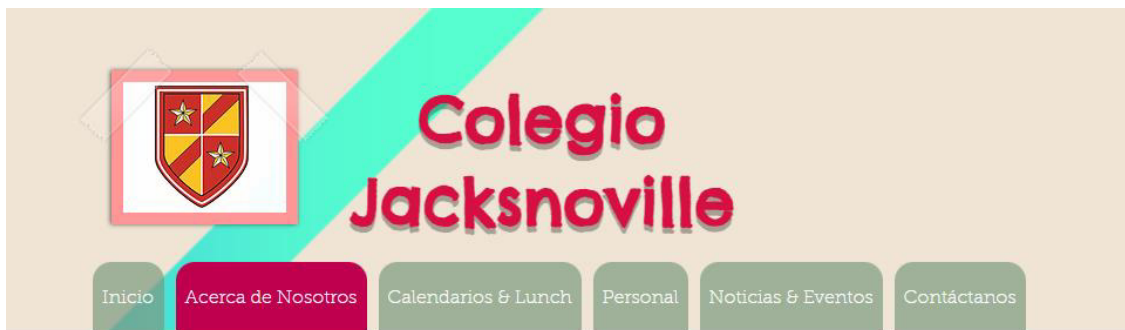 Colegio
Jacksnoville
Inicio
Acerca de Nosotros
Calendarios & Lunch
Personal
Noticias & Eventos
Contáctanos